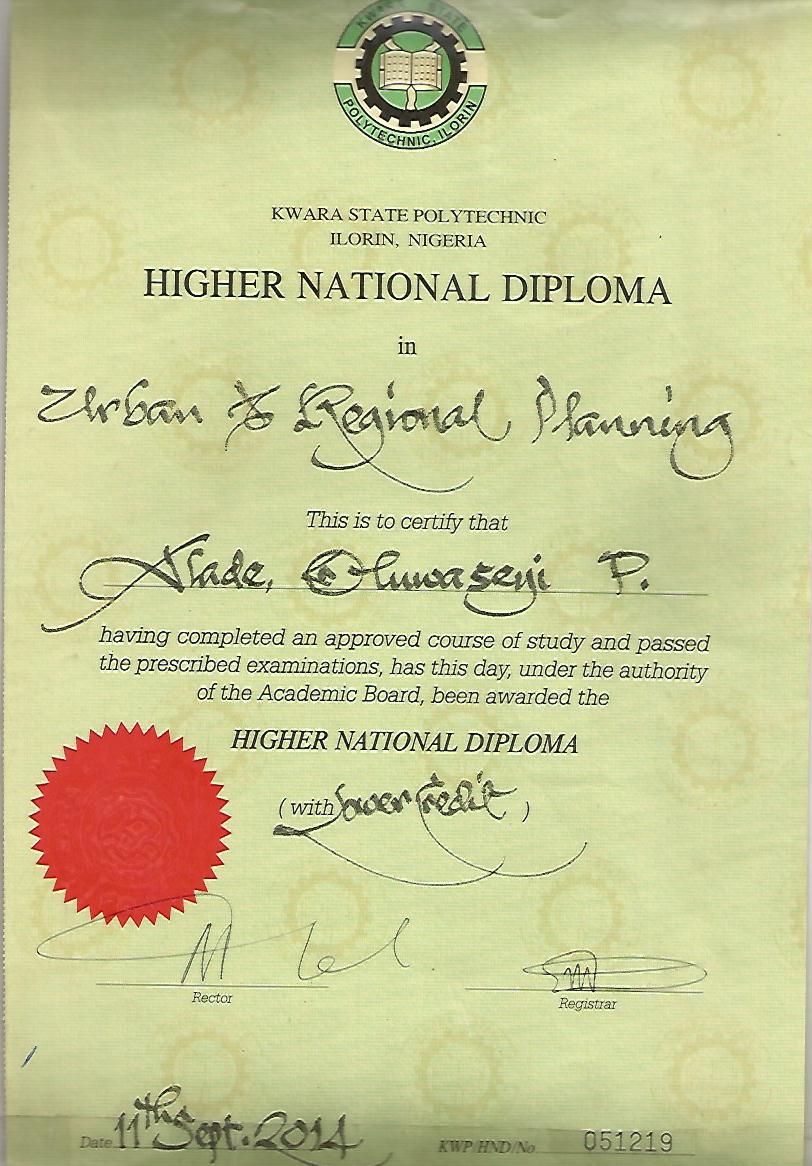 KWARA STATE
POLYTECHNIC, ILORIN
KWARA STATE POLYTECHNIC
ILORIN, NIGERIA
HIGHER NATIONAL DIPLOMA
in
Urban & Regional Planning
This is to certify that
Alade, Oluwaseyi P.
having completed an approved course of study and passed
the prescribed examinations, has this day, under the authority
of the Academic Board, been awarded the
HIGHER NATIONAL DIPLOMA
(with Lower Credit)
Rector
Registrar
Date 11th Sept. 2014 KWP/HND/No. 051219